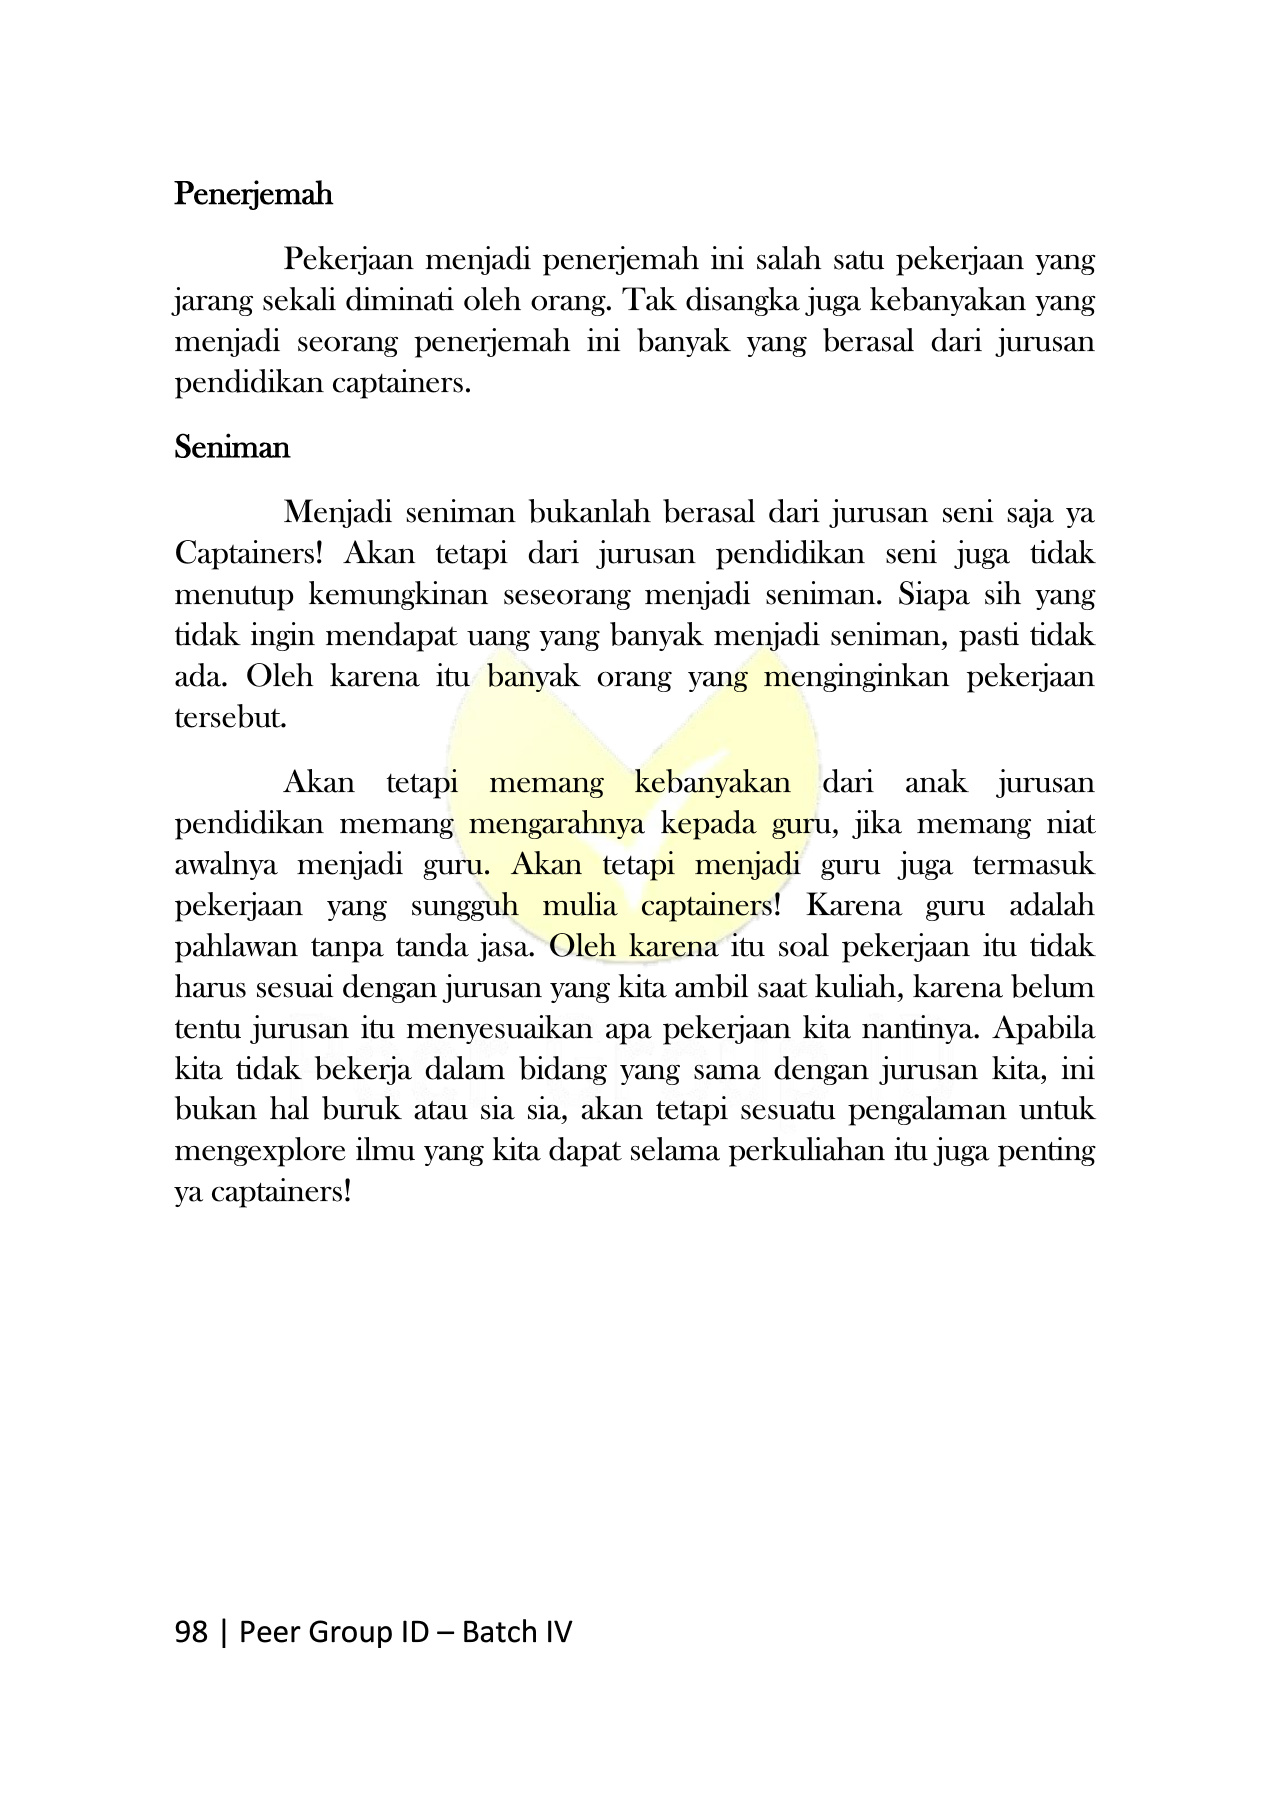 Penerjemah
Pekerjaan menjadi penerjemah ini salah satu pekerjaan yang
jarang sekali diminati oleh orang. Tak disangka juga kebanyakan yang
menjadi seorang penerjemah ini banyak yang berasal dari jurusan
pendidikan captainers.
Seniman
Menjadi seniman bukanlah berasal dari jurusan seni saja ya
Captainers! Akan tetapi dari jurusan pendidikan seni juga tidak
menutup kemungkinan seseorang menjadi seniman. Siapa sih yang
tidak ingin mendapat uang yang banyak menjadi seniman, pasti tidak
ada. Oleh karena itu banyak orang yang menginginkan pekerjaan
tersebut.
Akan tetapi memang kebanyakan dari anak jurusan
pendidikan memang mengarahnya kepada guru, jika memang niat
awalnya menjadi guru. Akan tetapi menjadi guru juga termasuk
pekerjaan yang sungguh mulia captainers! Karena guru adalah
pahlawan tanpa tanda jasa. Oleh karena itu soal pekerjaan itu tidak
harus sesuai dengan jurusan yang kita ambil saat kuliah, karena belum
tentu jurusan itu menyesuaikan apa pekerjaan kita nantinya. Apabila
kita tidak bekerja dalam bidang yang sama dengan jurusan kita, ini
bukan hal buruk atau sia sia, akan tetapi sesuatu pengalaman untuk
mengexplore ilmu yang kita dapat selama perkuliahan itu juga penting
ya captainers!
98 | Peer Group ID – Batch IV